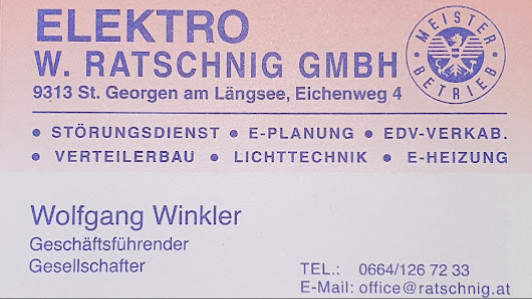 ELEKTRO
W. RATSCHNIG GMBH
MEISTER BETRIEB
9313 St. Georgen am Längsee, Eichenweg 4
• STÖRUNGSDIENST • E-PLANUNG • EDV-VERKAB.
• VERTEILERBAU • LICHTTECHNIK • E-HEIZUNG
Wolfgang Winkler
Geschäftsführender
Gesellschafter
TEL.: 0664/126 72 33
E-Mail: office@ratschnig.at